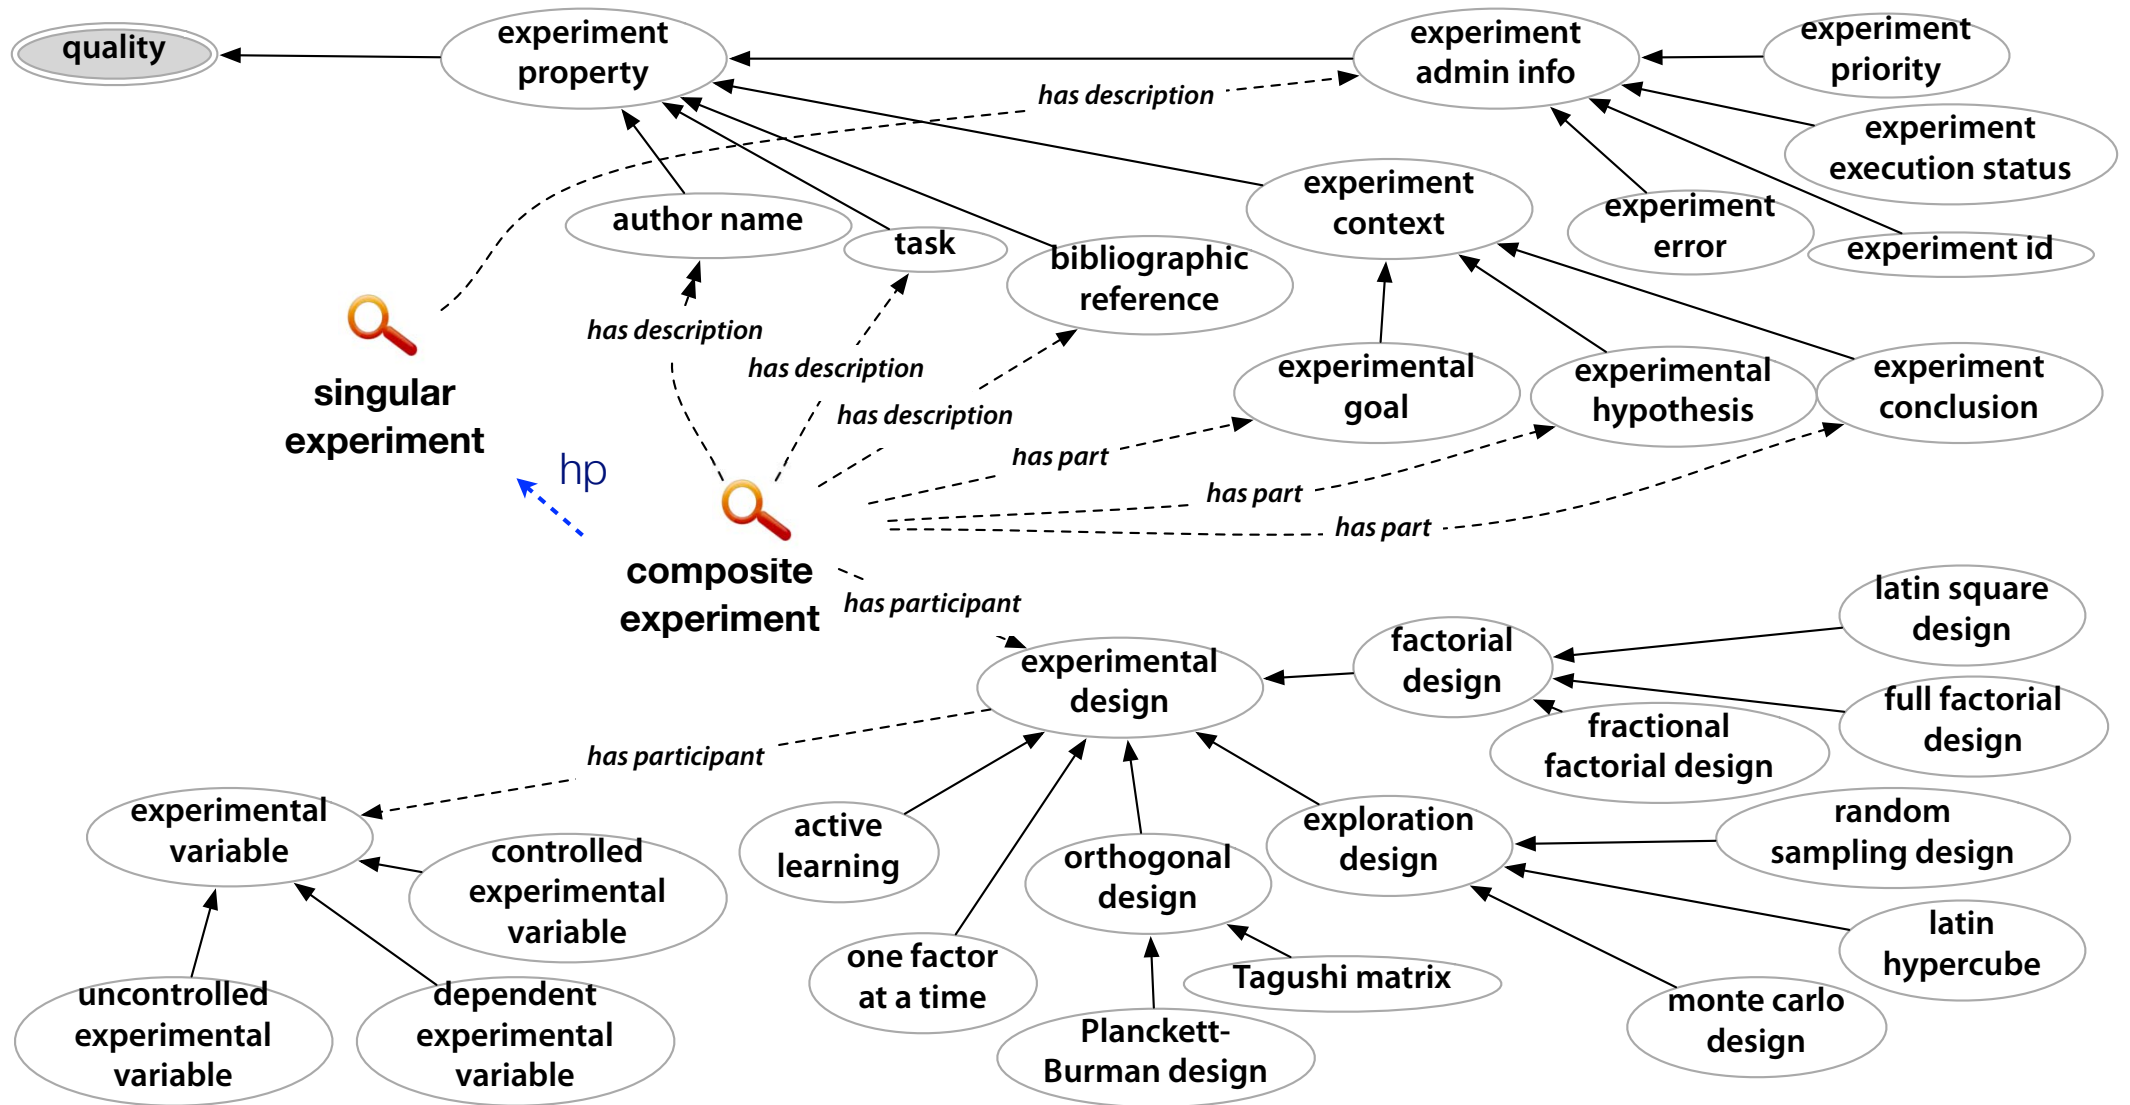 quality
experiment
property
experiment
admin info
experiment
priority
has description
experiment
execution status
experiment
context
author name
task
bibliographic
reference
experiment
error
experiment id
has description
has description
has description
singular
experiment
experimental
goal
experimental
hypothesis
experiment
conclusion
hp
has part
has part
has part
composite
experiment
has participant
experimental
design
factorial
design
latin square
design
full factorial
design
fractional
factorial design
has participant
experimental
variable
controlled
experimental
variable
uncontrolled
experimental
variable
dependent
experimental
variable
active
learning
one factor
at a time
orthogonal
design
exploration
design
random
sampling design
latin
hypercube
monte carlo
design
Tagushi matrix
Planckett-
Burman design